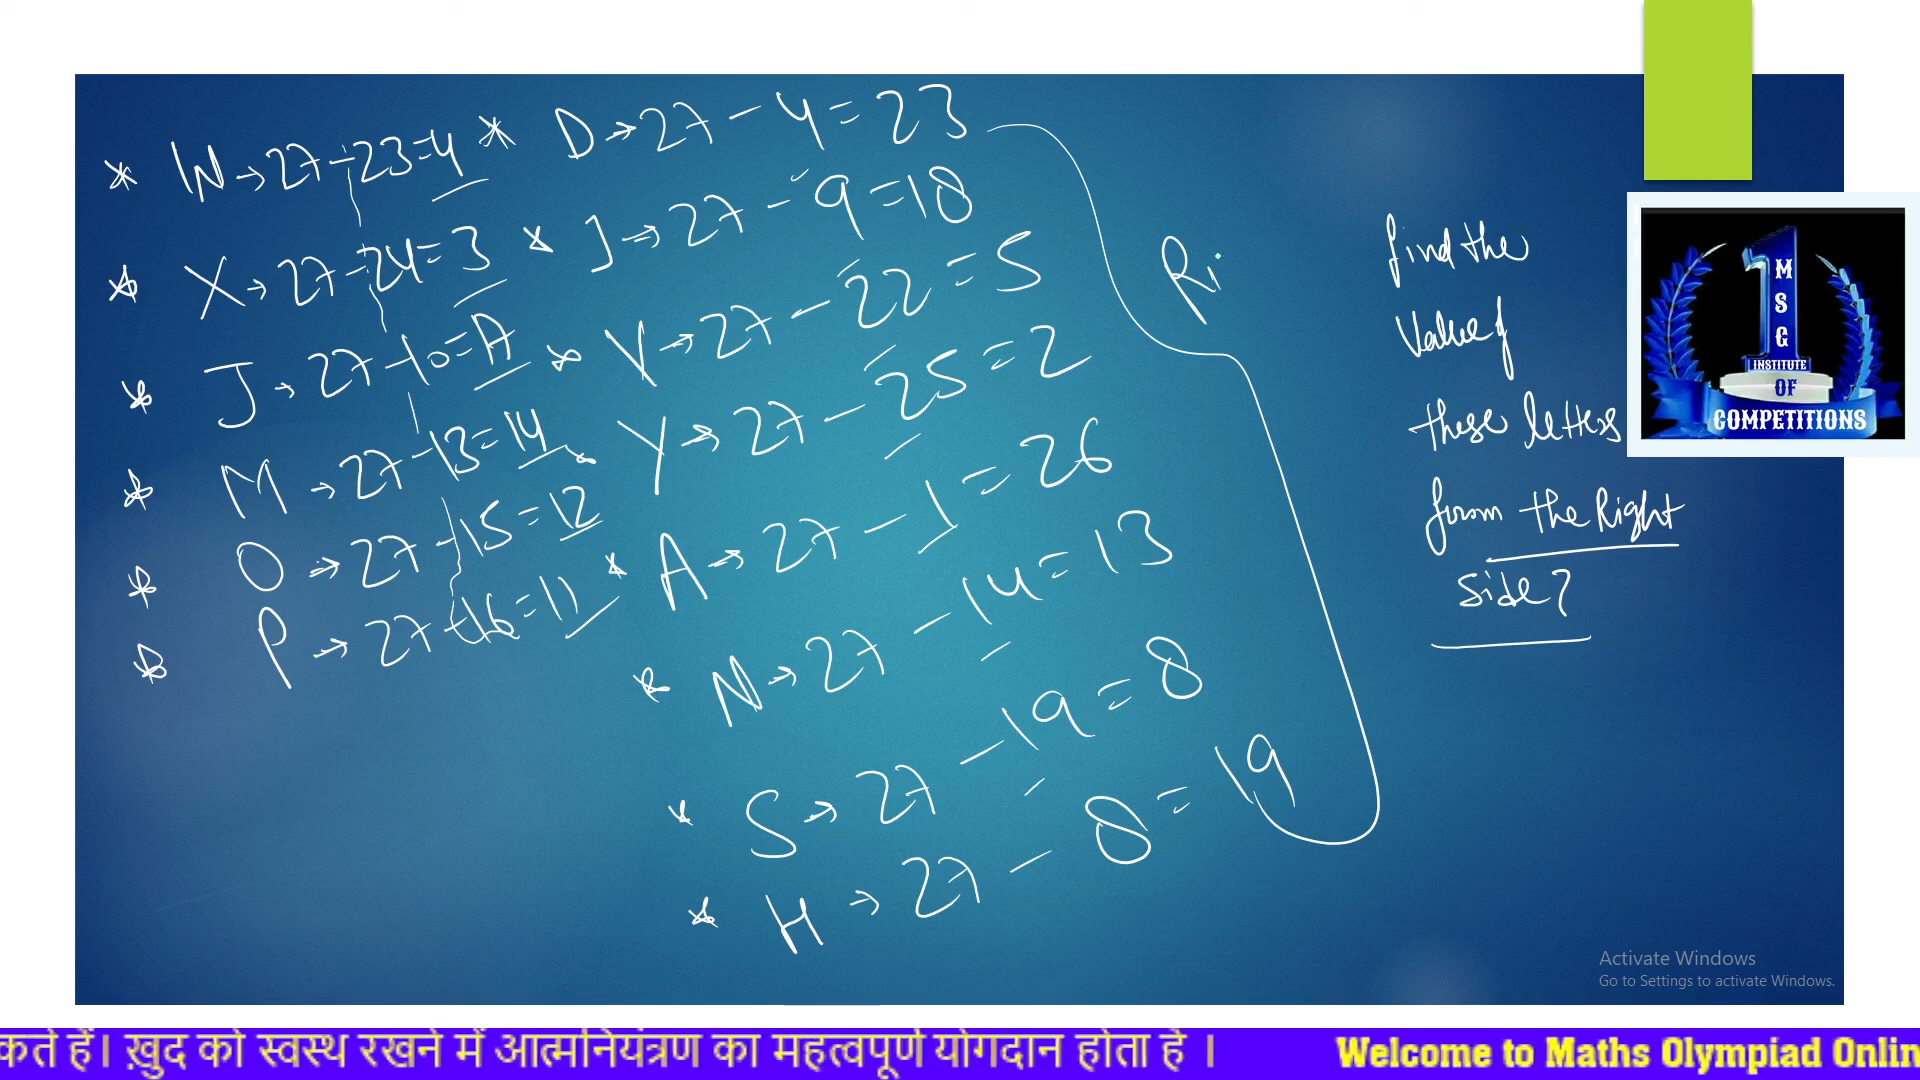 * W → 27 - 23 = 4
* X → 27 - 24 = 3
* J → 27 - 10 = A
* M → 27 - 13 = 14
* O → 27 - 15 = 12
* P → 27 - 16 = 11
* D → 27 - 4 = 23
* J → 27 - 9 = 18
* V → 27 - 22 = 5
* Y → 27 - 25 = 2
* A → 27 - 1 = 26
* N → 27 - 14 = 13
* S → 27 - 19 = 8
* H → 27 - 8 = 19
Ri
find the
Value of
these letters
from the Right
side?
1
M
S
G
INSTITUTE
OF
COMPETITIONS
Activate Windows
Go to Settings to activate Windows.
कते हैं। ख़ुद को स्वस्थ रखने में आत्मनियंत्रण का महत्वपूर्ण योगदान होता है । Welcome to Maths Olympiad Onlin